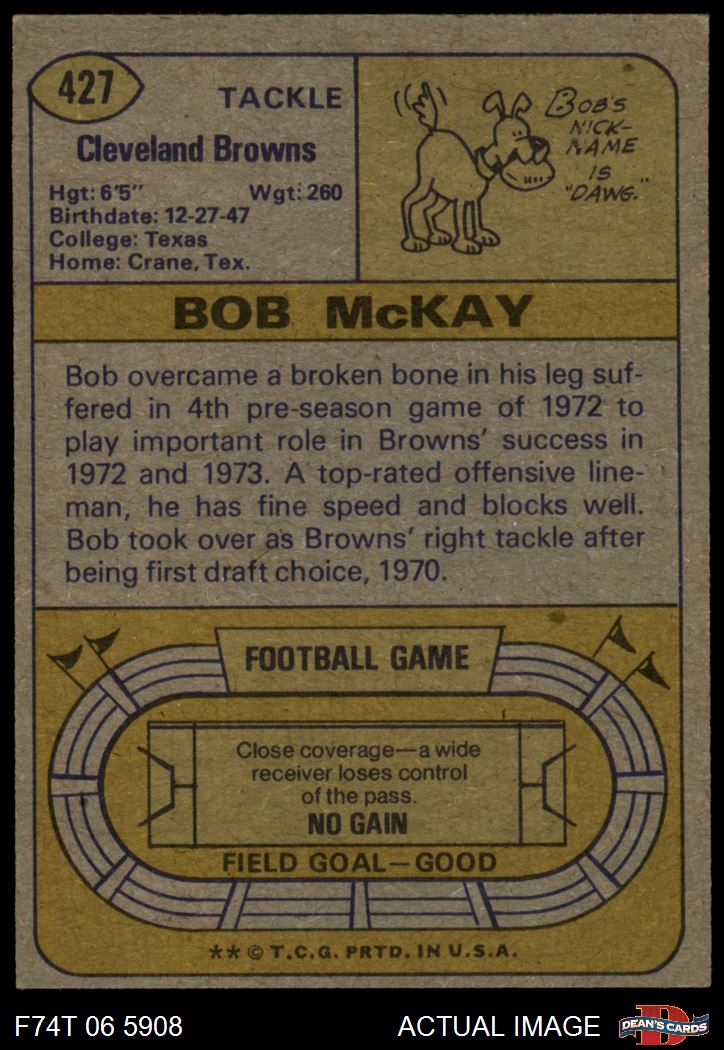 427
TACKLE
Cleveland Browns
Hgt: 6'5" Wgt: 260
Birthdate: 12-27-47
College: Texas
Home: Crane, Tex.
BOB'S
NICK-
NAME
IS
"DAWG."
BOB McKAY
Bob overcame a broken bone in his leg suf-
fered in 4th pre-season game of 1972 to
play important role in Browns' success in
1972 and 1973. A top-rated offensive line-
man, he has fine speed and blocks well.
Bob took over as Browns' right tackle after
being first draft choice, 1970.
FOOTBALL GAME
Close coverage—a wide
receiver loses control
of the pass.
NO GAIN
FIELD GOAL—GOOD
** © T.C.G. PRTD. IN U.S.A.
F74T 06 5908 ACTUAL IMAGE
D
DEAN'S CARDS